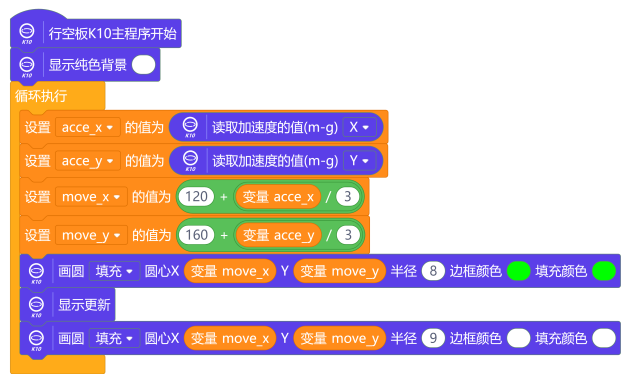 K10 行空板K10主程序开始
K10 显示纯色背景
循环执行
设置 acce_x 的值为 K10 读取加速度的值(m-g) X
设置 acce_y 的值为 K10 读取加速度的值(m-g) Y
设置 move_x 的值为 120 + 变量 acce_x / 3
设置 move_y 的值为 160 + 变量 acce_y / 3
K10 画圆 填充 圆心X 变量 move_x Y 变量 move_y 半径 8 边框颜色 填充颜色
K10 显示更新
K10 画圆 填充 圆心X 变量 move_x Y 变量 move_y 半径 9 边框颜色 填充颜色